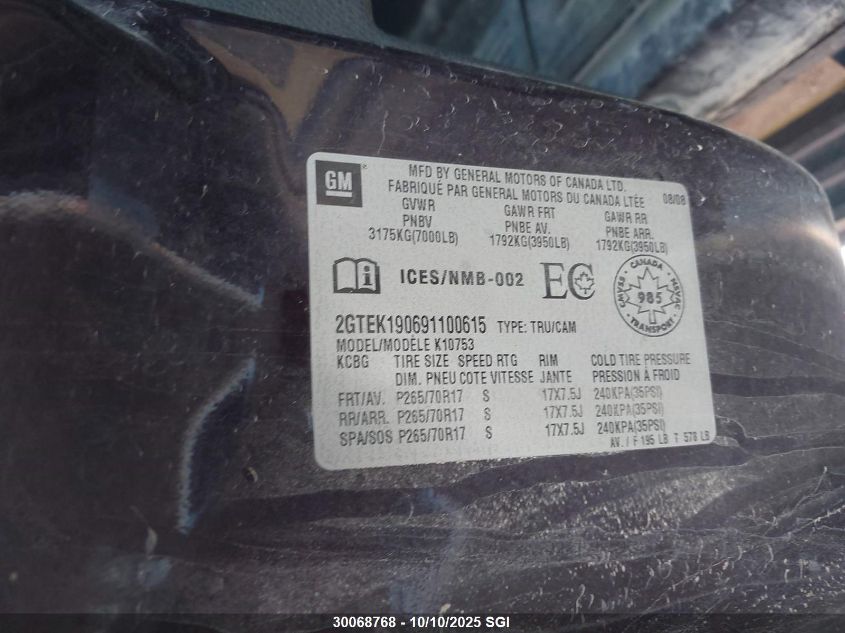 GM
MFD BY GENERAL MOTORS OF CANADA LTD.
FABRIQUÉ PAR GENERAL MOTORS DU CANADA LTÉE 08/08
GVWR GAWR FRT GAWR RR
PNBV PNBE AV. PNBE ARR.
3175KG(7000LB) 1792KG(3950LB) 1792KG(3950LB)
i ICES/NMB-002 EC CANADA CMVSS NSVAC 985 TRANSPORT
2GTEK190691100615 TYPE: TRU/CAM
MODEL/MODÈLE K10753
KCBG TIRE SIZE SPEED RTG RIM COLD TIRE PRESSURE
DIM. PNEU COTE VITESSE JANTE PRESSION À FROID
FRT/AV. P265/70R17 S 17X7.5J 240KPA(35PSI)
RR/ARR. P265/70R17 S 17X7.5J 240KPA(35PSI)
SPA/SOS P265/70R17 S 17X7.5J 240KPA(35PSI)
AV. / F 195 LB T 578 LB
30068768 - 10/10/2025 SGI